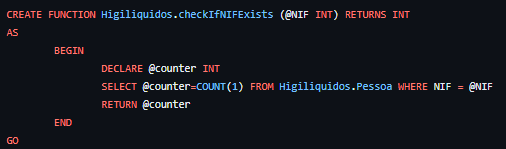 CREATE FUNCTION Higiliquidos.checkIfNIFExists (@NIF INT) RETURNS INT
AS
BEGIN
DECLARE @counter INT
SELECT @counter=COUNT(1) FROM Higiliquidos.Pessoa WHERE NIF = @NIF
RETURN @counter
END
GO